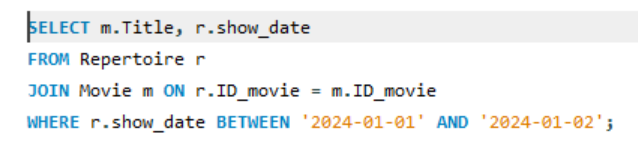 SELECT m.Title, r.show_date
FROM Repertoire r
JOIN Movie m ON r.ID_movie = m.ID_movie
WHERE r.show_date BETWEEN '2024-01-01' AND '2024-01-02';